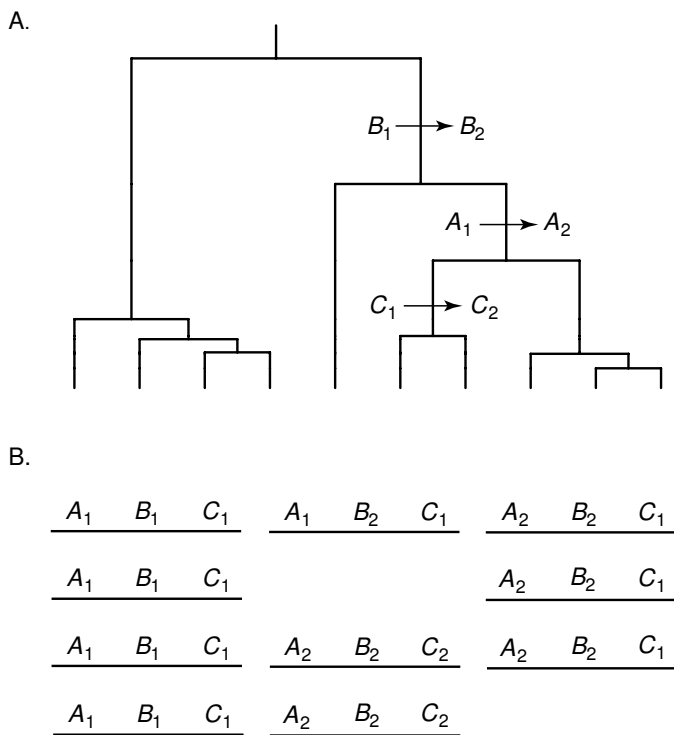 A.
B₁ B₂
A₁ A₂
C₁ C₂
B.
A₁ B₁ C₁ A₁ B₂ C₁ A₂ B₂ C₁
A₁ B₁ C₁ A₂ B₂ C₁
A₁ B₁ C₁ A₂ B₂ C₂ A₂ B₂ C₁
A₁ B₁ C₁ A₂ B₂ C₂